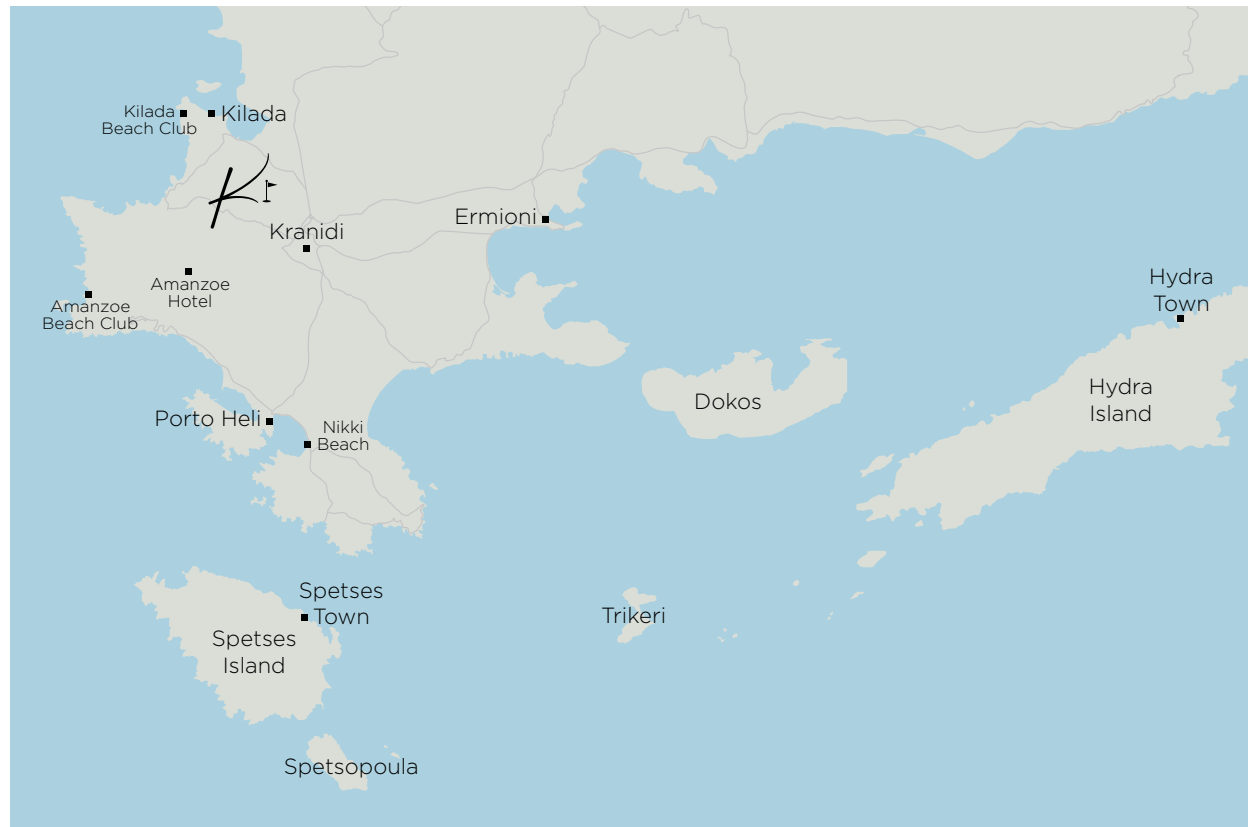 Kilada
Beach Club
Kilada
K
Ermioni
Kranidi
Amanzoe
Hotel
Amanzoe
Beach Club
Hydra
Town
Hydra
Island
Dokos
Porto Heli
Nikki
Beach
Spetses
Town
Trikeri
Spetses
Island
Spetsopoula